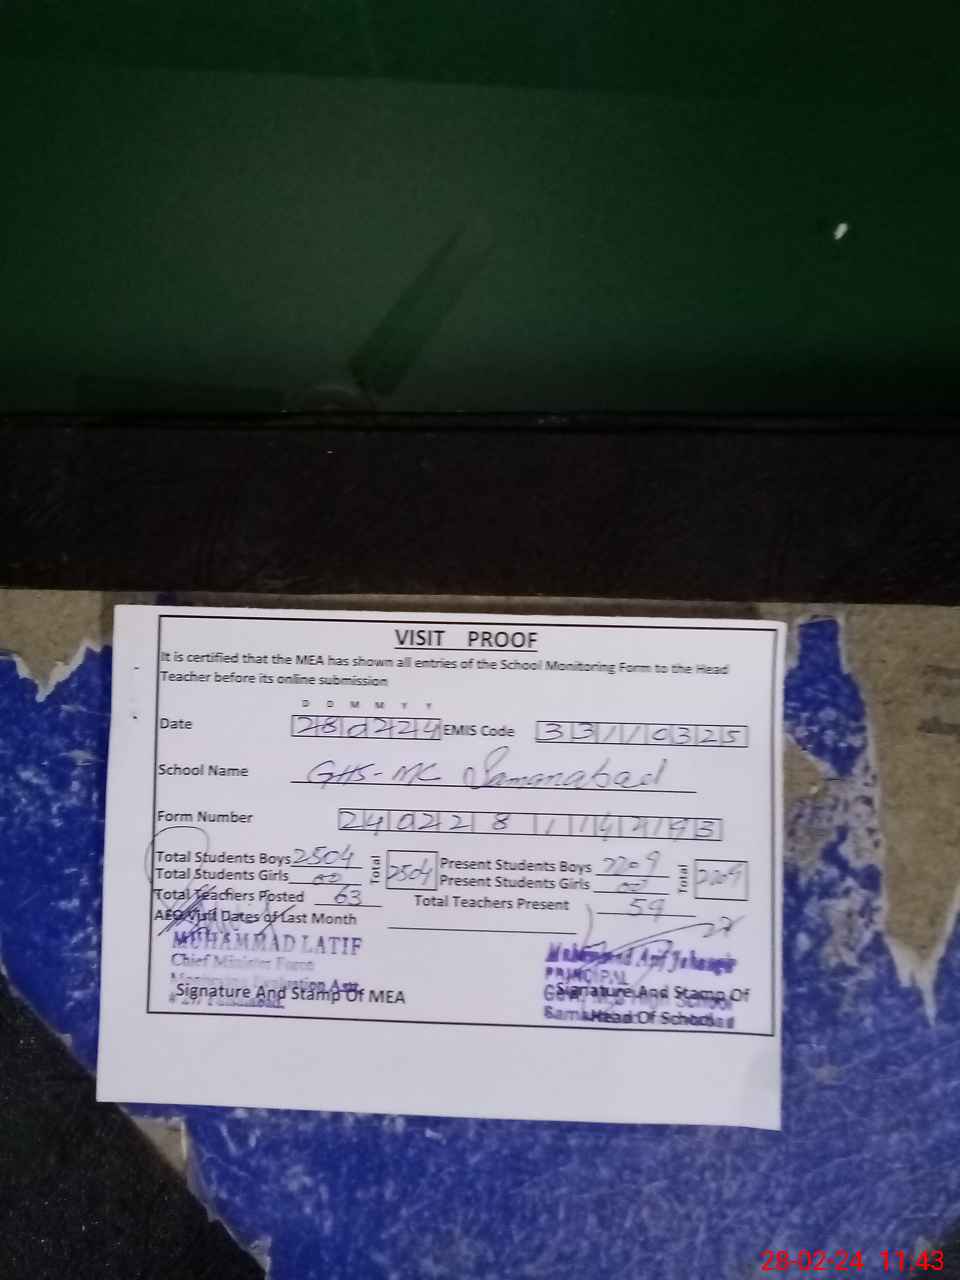 VISIT PROOF
It is certified that the MEA has shown all entries of the School Monitoring Form to the Head
Teacher before its online submission
D D M M Y Y
Date 280224 EMIS Code 33110325
School Name GHS-MC Samanabad
Form Number 240228
Total Students Boys 2504 Total 2504 Present Students Boys 2209 Total 2209
Total Students Girls 00 Present Students Girls 00
Total Teachers Posted 63 Total Teachers Present 59
AEO Visit Dates of Last Month
MUHAMMAD LATIF
Chief Minister
PRINCIPAL
Signature And Stamp Of MEA
Signature And Stamp Of
Head Of School
28-02-24 11:43